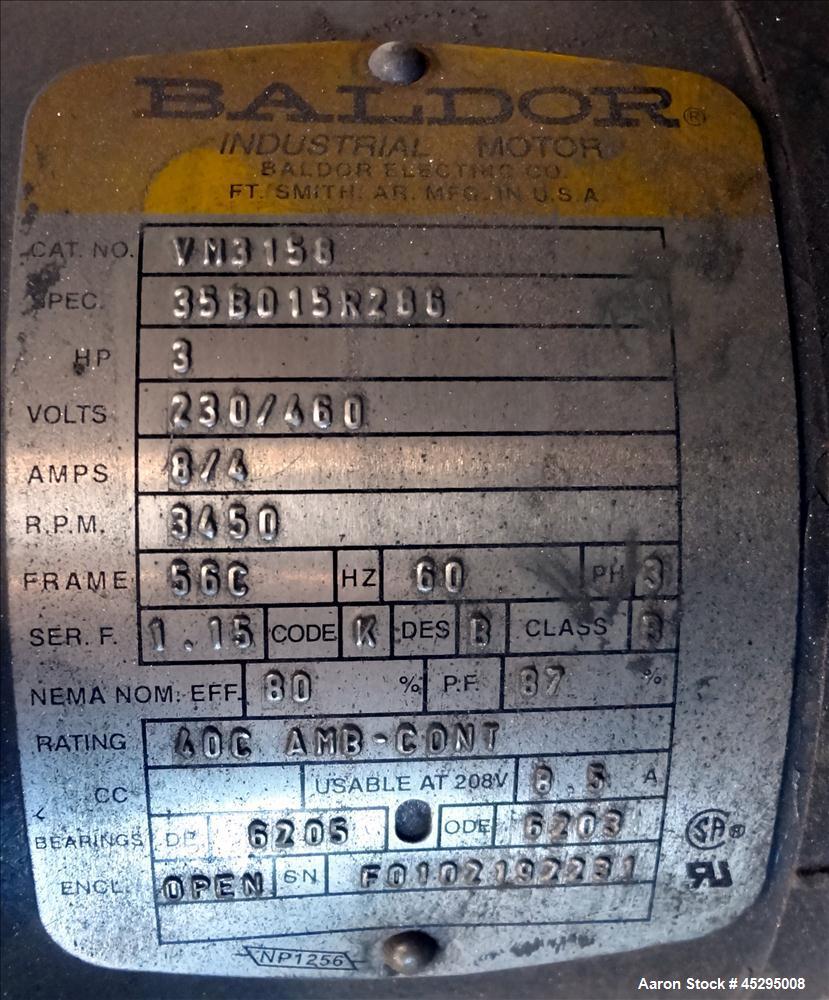 BALDOR®
INDUSTRIAL MOTOR
BALDOR ELECTRIC CO.
FT. SMITH. AR. MFG. IN U.S.A.
CAT. NO. VM3158
SPEC. 35B015R286
HP 3
VOLTS 230/460
AMPS 8/4
R.P.M. 3450
FRAME 56C HZ 60 PH 3
SER. F. 1.15 CODE K DES B CLASS B
NEMA NOM. EFF. 80 % P.F. 87 %
RATING 40C AMB-CONT
CC USABLE AT 208V 8.5 A
BEARINGS DE 6205 ODE 6203
ENCL. OPEN SN F0102192231
NP1256
Aaron Stock # 45295008